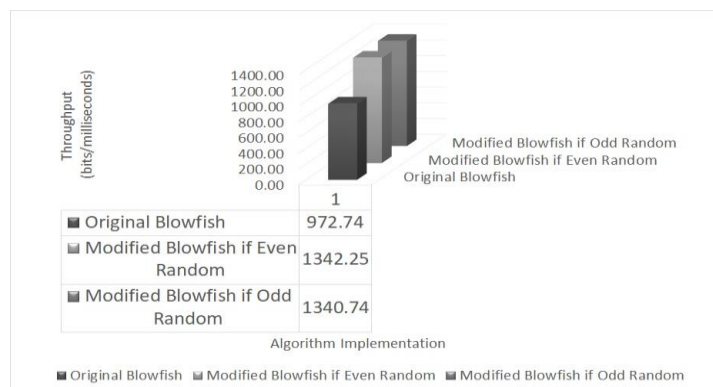 Throughput
(bits/milliseconds)
1400.00
1200.00
1000.00
800.00
600.00
400.00
200.00
0.00
Modified Blowfish if Odd Random
Modified Blowfish if Even Random
Original Blowfish
1
Original Blowfish 972.74
Modified Blowfish if Even
Random 1342.25
Modified Blowfish if Odd
Random 1340.74
Algorithm Implementation
Original Blowfish Modified Blowfish if Even Random Modified Blowfish if Odd Random